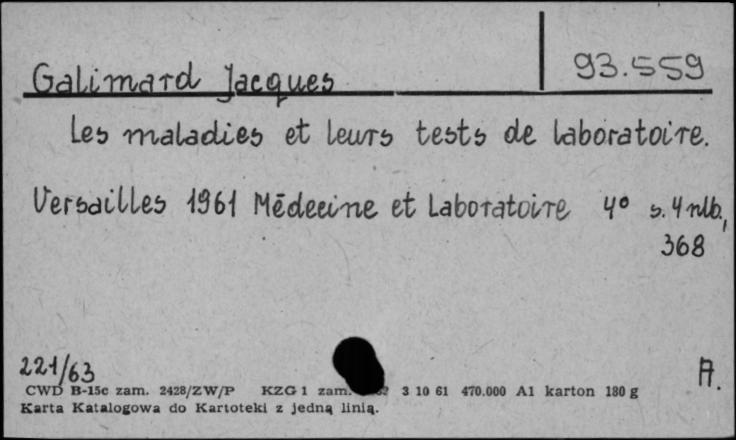 93.559
Galimard Jacques
Les maladies et leurs tests de laboratoire.
Versailles 1961 Mēdecine et Laboratoire 4° s. 4 nlb.,
368
221/63
A.
CWD B-15c zam. 2428/ZW/P KZG 1 zam. 3 10 61 470.000 A1 karton 180 g
Karta Katalogowa do Kartoteki z jedną linią.